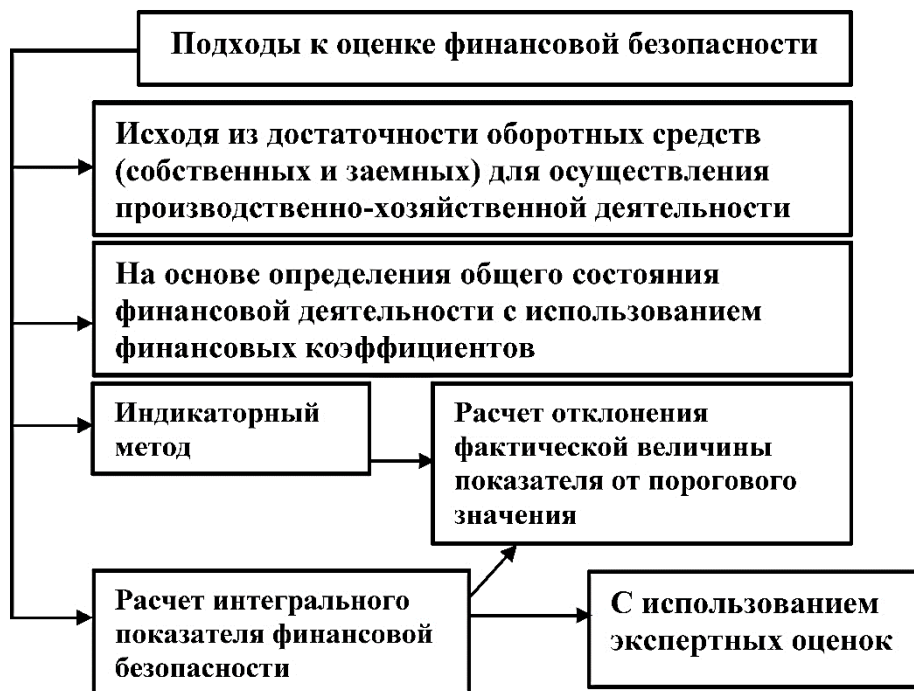 Подходы к оценке финансовой безопасности
Исходя из достаточности оборотных средств
(собственных и заемных) для осуществления
производственно-хозяйственной деятельности
На основе определения общего состояния
финансовой деятельности с использованием
финансовых коэффициентов
Индикаторный
метод
Расчет отклонения
фактической величины
показателя от порогового
значения
Расчет интегрального
показателя финансовой
безопасности
С использованием
экспертных оценок